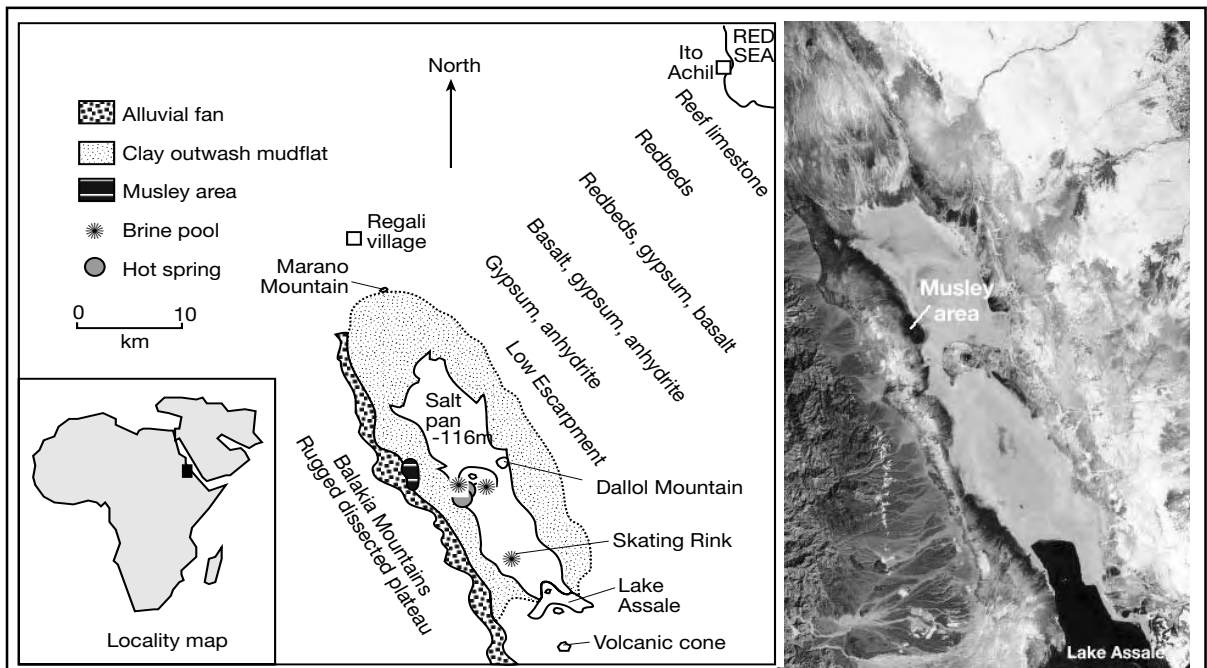 RED
SEA
Ito
Achil
North
Reef limestone
Redbeds
Redbeds, gypsum, basalt
Basalt, gypsum, anhydrite
Gypsum, anhydrite
Low Escarpment
Alluvial fan
Clay outwash mudflat
Musley area
Brine pool
Hot spring
0 10
km
Regali
village
Marano
Mountain
Salt
pan
-116m
Balakia Mountains
Rugged dissected plateau
Dallol Mountain
Skating Rink
Lake
Assale
Volcanic cone
Locality map
Musley
area
Lake Assale